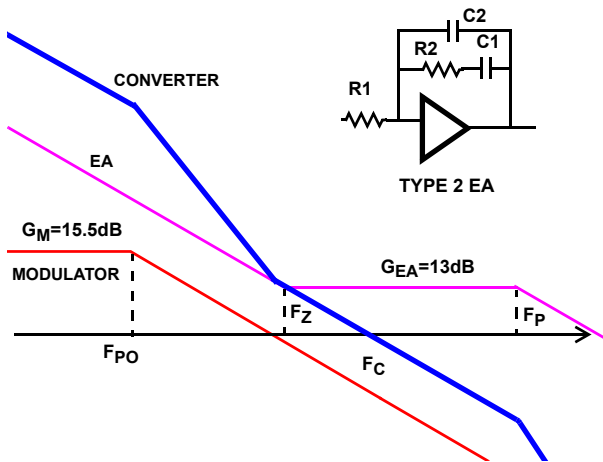 C2
C1
R2
R1
TYPE 2 EA
CONVERTER
EA
GM=15.5dB
MODULATOR
GEA=13dB
FZ
FP
FPO
FC